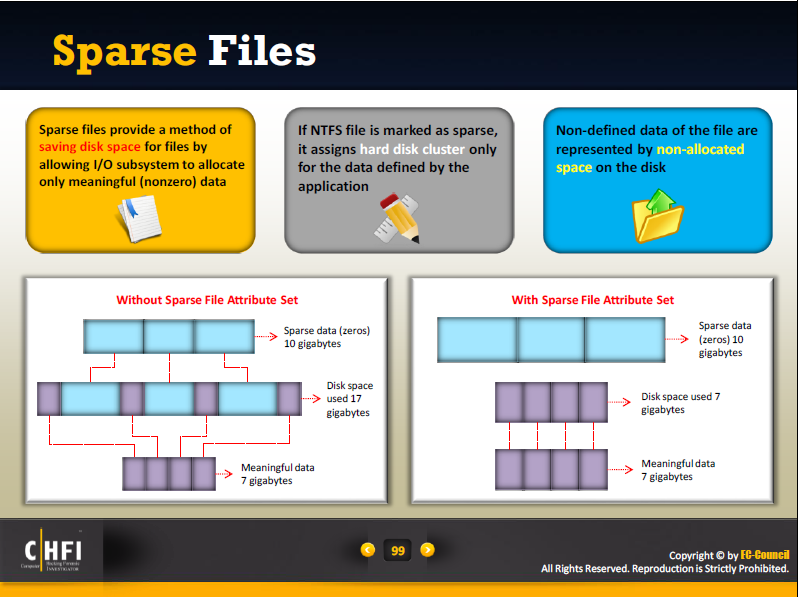 Sparse Files
Sparse files provide a method of
saving disk space for files by
allowing I/O subsystem to allocate
only meaningful (nonzero) data
If NTFS file is marked as sparse,
it assigns hard disk cluster only
for the data defined by the
application
Non-defined data of the file are
represented by non-allocated
space on the disk
Without Sparse File Attribute Set
Sparse data (zeros)
10 gigabytes
Disk space
used 17
gigabytes
Meaningful data
7 gigabytes
With Sparse File Attribute Set
Sparse data
(zeros) 10
gigabytes
Disk space used 7
gigabytes
Meaningful data
7 gigabytes
CHFI
Computer Hacking Forensic
INVESTIGATOR
99
Copyright © by EC-Council
All Rights Reserved. Reproduction is Strictly Prohibited.